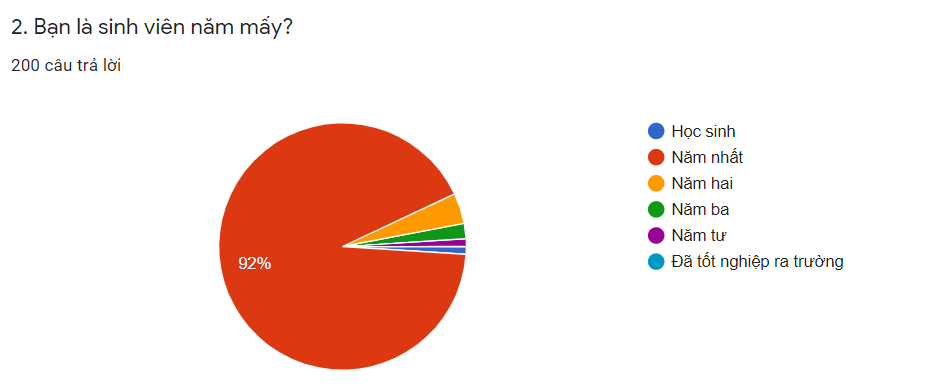 2. Bạn là sinh viên năm mấy?
200 câu trả lời
92%
Học sinh
Năm nhất
Năm hai
Năm ba
Năm tư
Đã tốt nghiệp ra trường